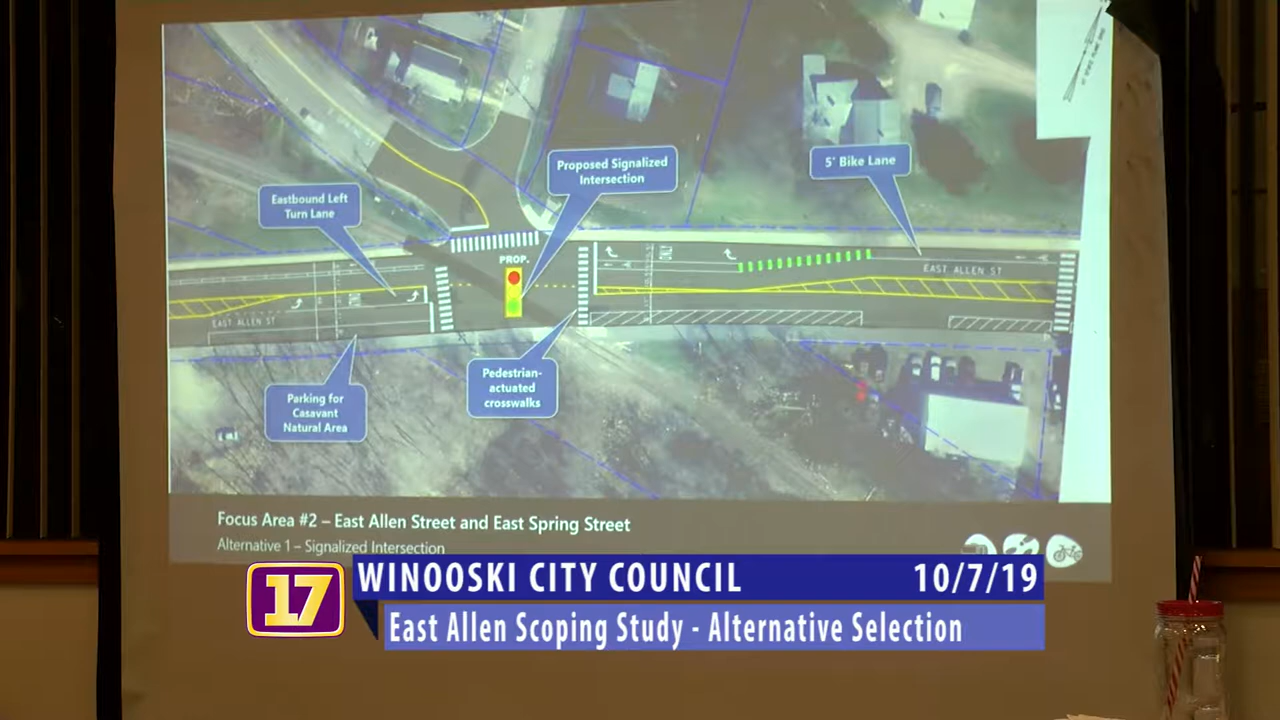 Proposed Signalized
Intersection
5' Bike Lane
Eastbound Left
Turn Lane
PROP.
EAST ALLEN ST
EAST ALLEN ST
Parking for
Casavant
Natural Area
Pedestrian-
actuated
crosswalks
Focus Area #2 – East Allen Street and East Spring Street
Alternative 1 – Signalized Intersection
17
WINOOSKI CITY COUNCIL
10/7/19
East Allen Scoping Study - Alternative Selection